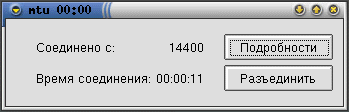 mtu 00:00
Соединено с: 14400 Подробности
Время соединения: 00:00:11 Разъединить